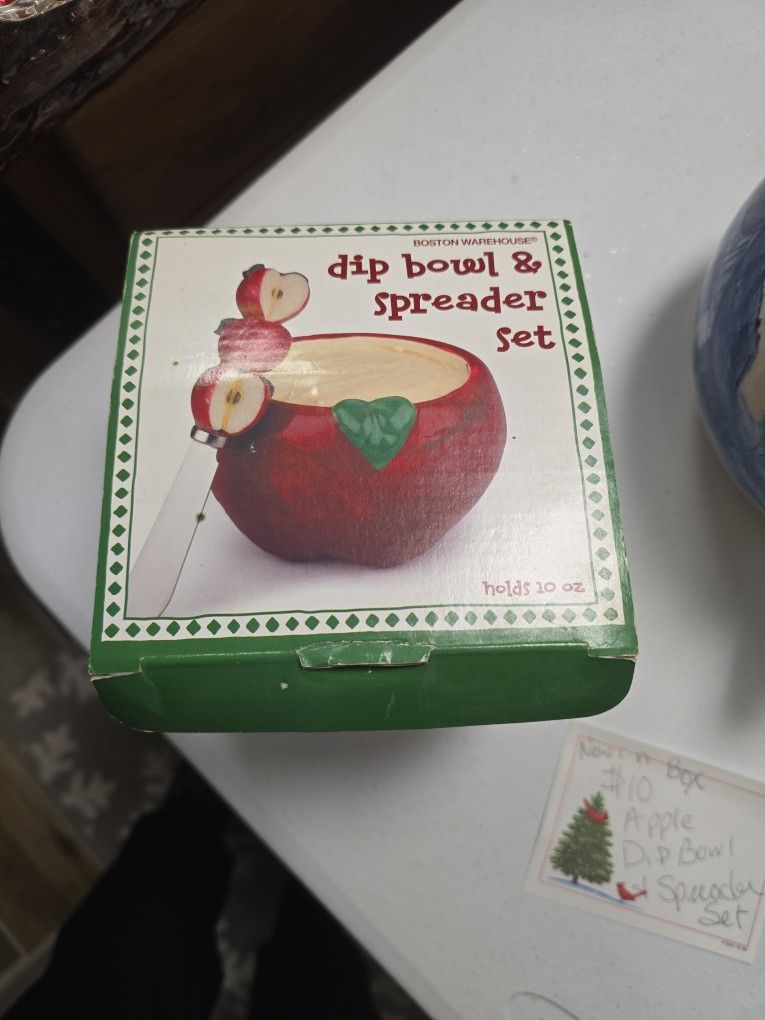 BOSTON WAREHOUSE®
dip bowl &
spreader
set
holds 10 oz
New in Box
$10
Apple
Dip Bowl
& Spreader
Set